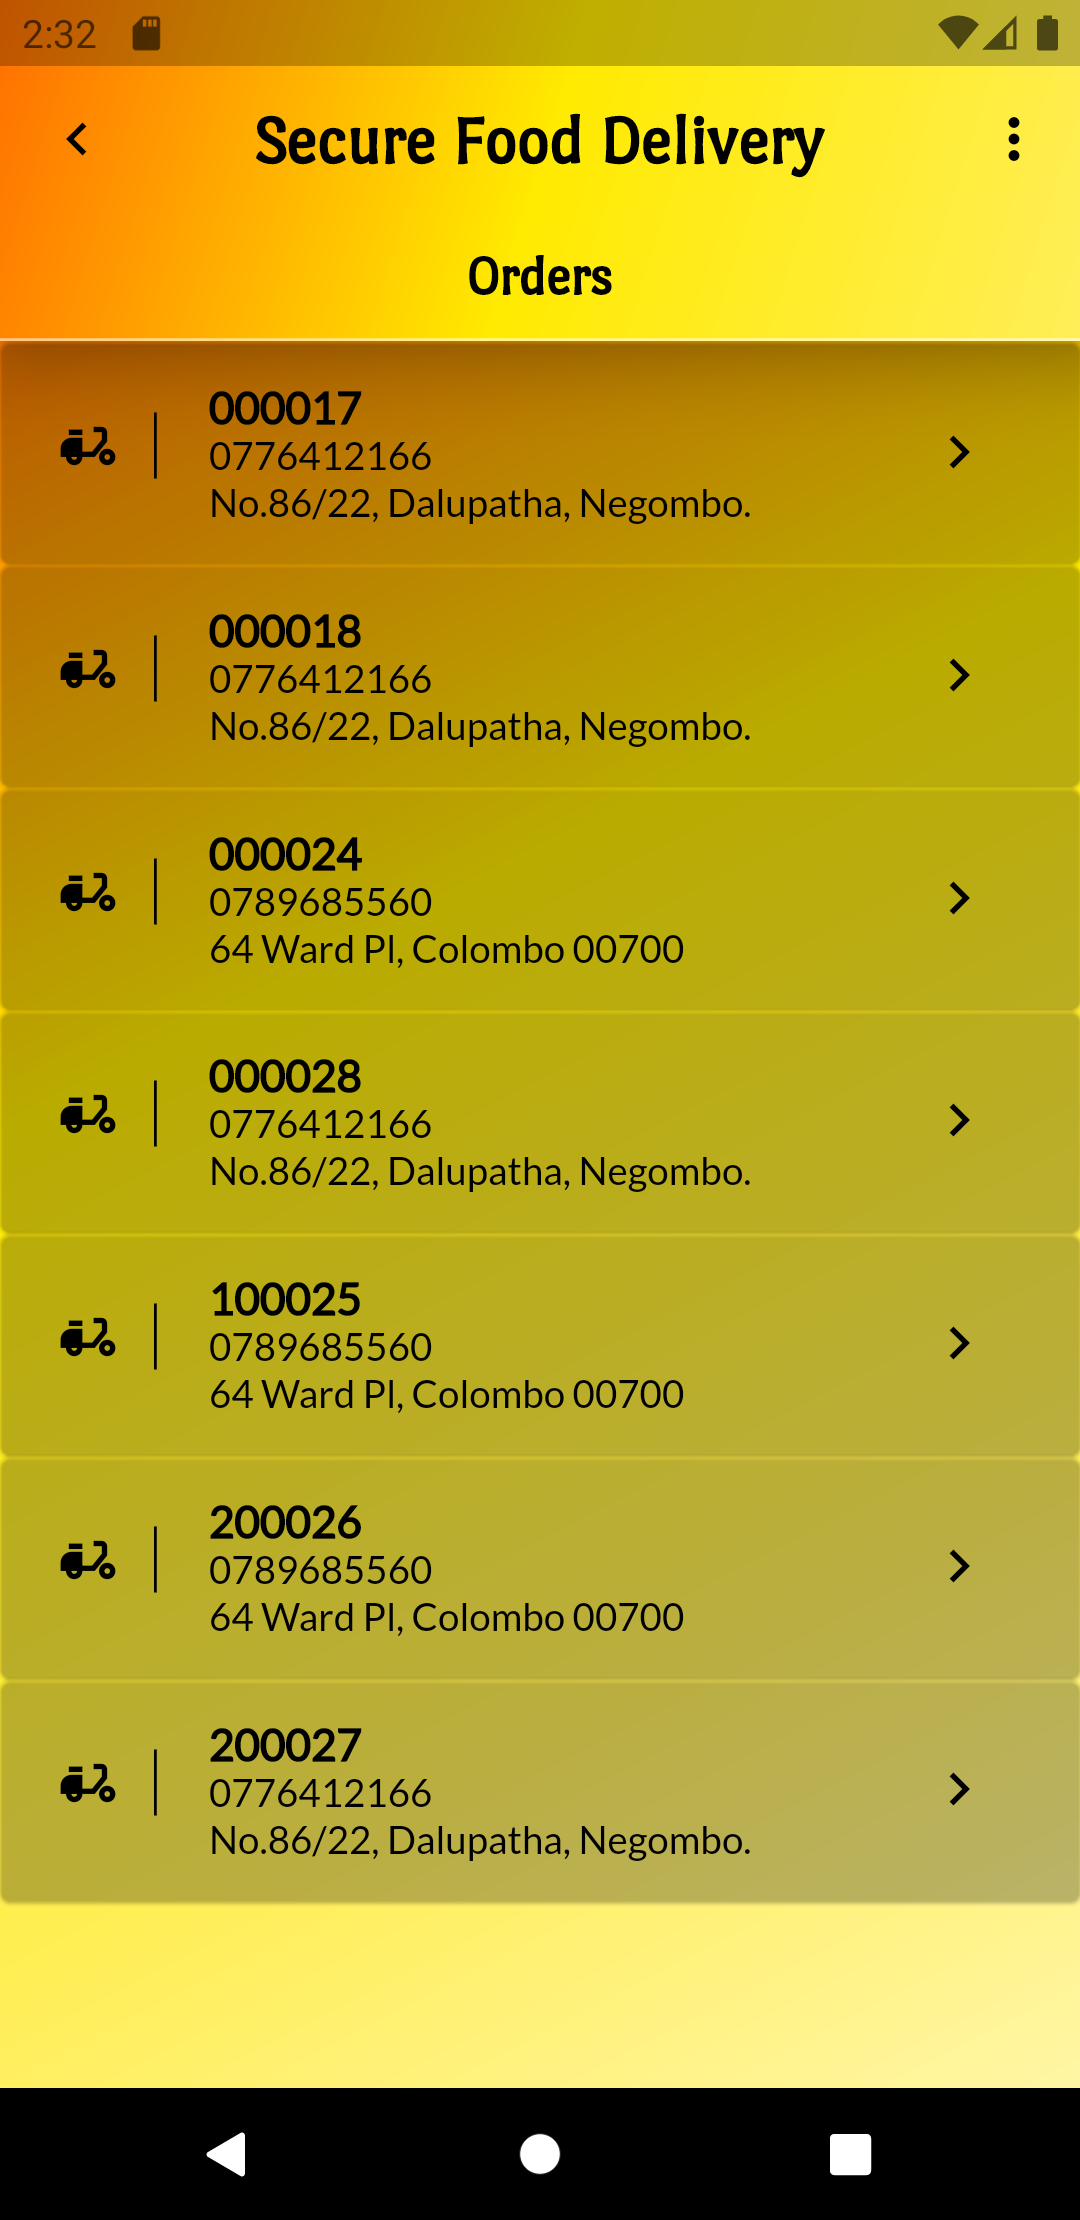 2:32
Secure Food Delivery
Orders
000017
0776412166
No.86/22, Dalupatha, Negombo.
000018
0776412166
No.86/22, Dalupatha, Negombo.
000024
0789685560
64 Ward Pl, Colombo 00700
000028
0776412166
No.86/22, Dalupatha, Negombo.
100025
0789685560
64 Ward Pl, Colombo 00700
200026
0789685560
64 Ward Pl, Colombo 00700
200027
0776412166
No.86/22, Dalupatha, Negombo.